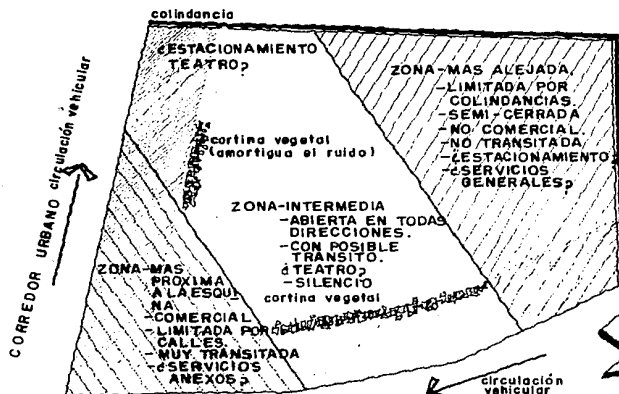 colindancia
¿ESTACIONAMIENTO
TEATRO?
ZONA-MAS ALEJADA.
-LIMITADA POR
COLINDANCIAS.
-SEMI-CERRADA
-NO COMERCIAL.
-NO TRANSITADA
-¿ESTACIONAMIENTO?
-¿SERVICIOS
GENERALES?
cortina vegetal
(amortigua el ruido)
ZONA-INTERMEDIA
-ABIERTA EN TODAS
DIRECCIONES.
-CON POSIBLE
TRÁNSITO.
¿TEATRO?
-SILENCIO
cortina vegetal
ZONA-MAS
PROXIMA
A LA ESQUI
NA.
-COMERCIAL
-LIMITADA POR
CALLES.
-MUY TRANSITADA
-¿SERVICIOS
ANEXOS?
CORREDOR URBANO circulación vehicular
circulación
vehicular